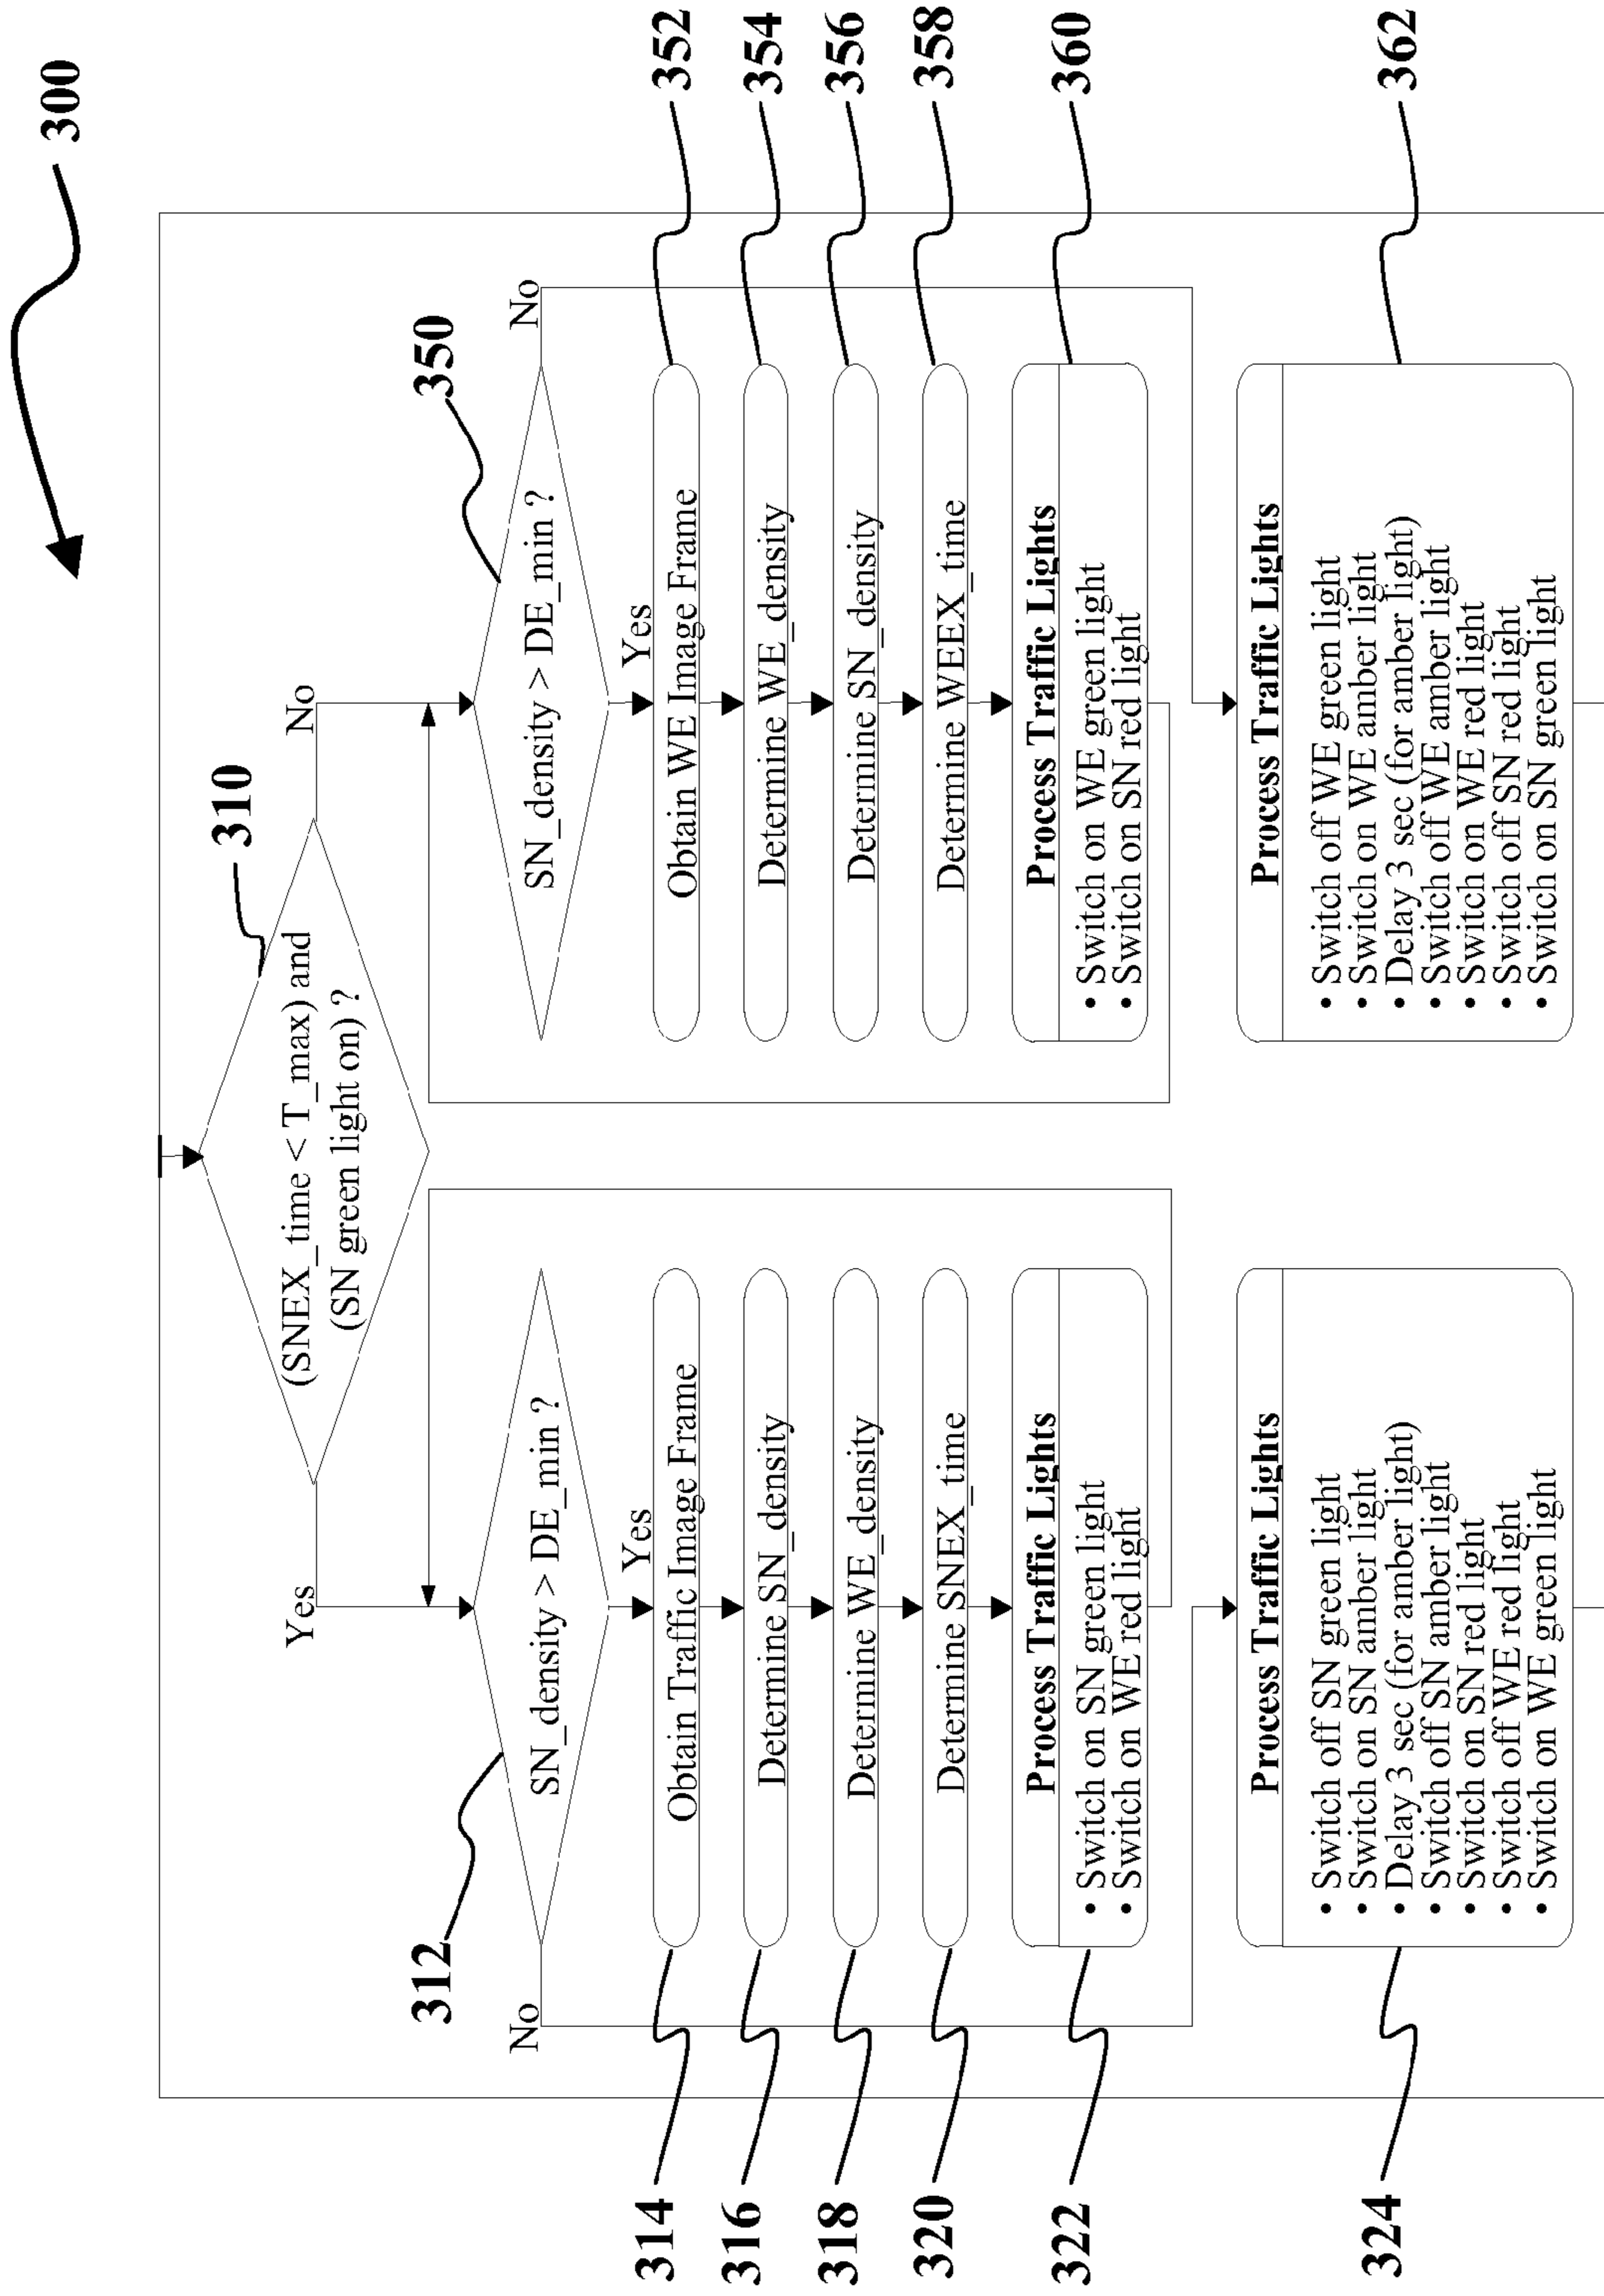 300
310
(SNEX_time < T_max) and
(SN green light on) ?
Yes
No
312
SN_density > DE_min ?
No
Yes
314
Obtain Traffic Image Frame
316
Determine SN_density
318
Determine WE_density
320
Determine SNEX_time
322
Process Traffic Lights
• Switch on SN green light
• Switch on WE red light
324
Process Traffic Lights
• Switch off SN green light
• Switch on SN amber light
• Delay 3 sec (for amber light)
• Switch off SN amber light
• Switch on SN red light
• Switch off WE red light
• Switch on WE green light
350
SN_density > DE_min ?
No
Yes
Obtain WE Image Frame
352
Determine WE_density
354
Determine SN_density
356
Determine WEEX_time
358
Process Traffic Lights
• Switch on WE green light
• Switch on SN red light
360
Process Traffic Lights
• Switch off WE green light
• Switch on WE amber light
• Delay 3 sec (for amber light)
• Switch off WE amber light
• Switch on WE red light
• Switch off SN red light
• Switch on SN green light
362